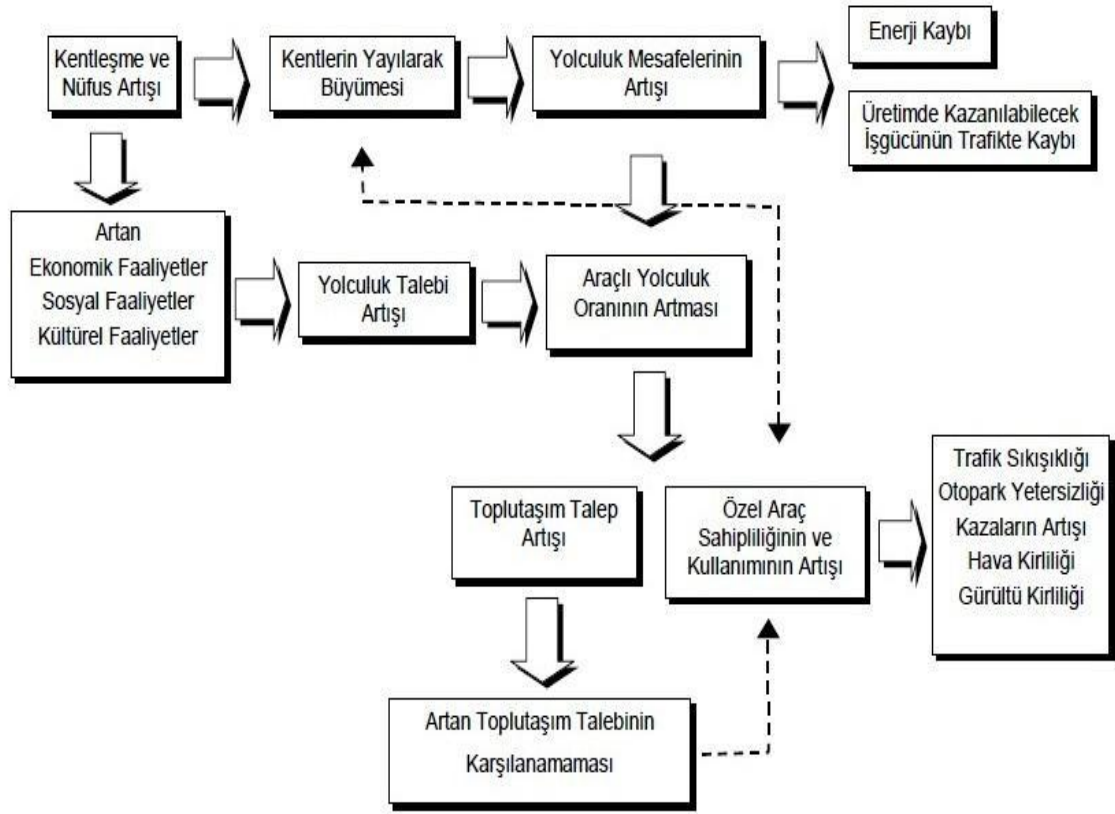 Kentleşme ve
Nüfus Artışı
Kentlerin Yayılarak
Büyümesi
Yolculuk Mesafelerinin
Artışı
Enerji Kaybı
Üretimde Kazanılabilecek
İşgücünün Trafikte Kaybı
Artan
Ekonomik Faaliyetler
Sosyal Faaliyetler
Kültürel Faaliyetler
Yolculuk Talebi
Artışı
Araçlı Yolculuk
Oranının Artması
Toplutaşım Talep
Artışı
Özel Araç
Sahipliliğinin ve
Kullanımının Artışı
Trafik Sıkışıklığı
Otopark Yetersizliği
Kazaların Artışı
Hava Kirliliği
Gürültü Kirliliği
Artan Toplutaşım Talebinin
Karşılanamaması